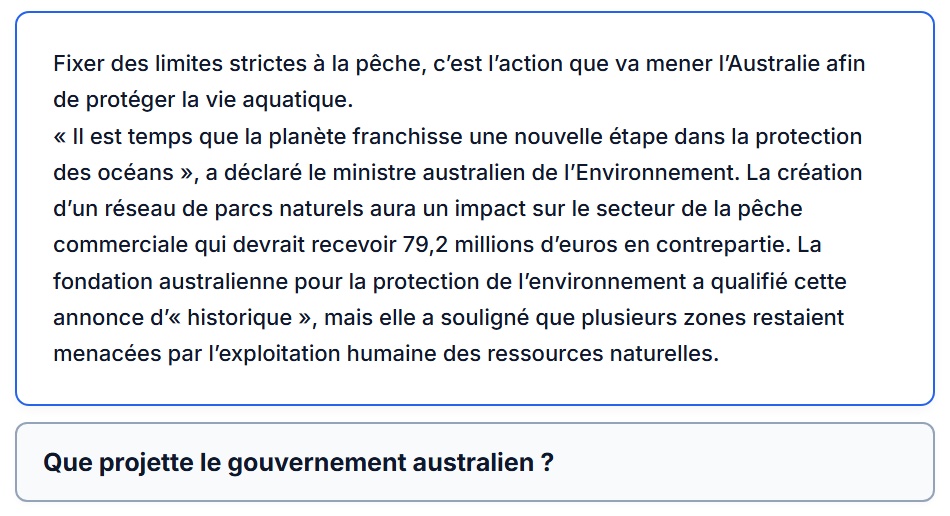 Fixer des limites strictes à la pêche, c’est l’action que va mener l’Australie afin
de protéger la vie aquatique.
« Il est temps que la planète franchisse une nouvelle étape dans la protection
des océans », a déclaré le ministre australien de l’Environnement. La création
d’un réseau de parcs naturels aura un impact sur le secteur de la pêche
commerciale qui devrait recevoir 79,2 millions d’euros en contrepartie. La
fondation australienne pour la protection de l’environnement a qualifié cette
annonce d’« historique », mais elle a souligné que plusieurs zones restaient
menacées par l’exploitation humaine des ressources naturelles.
Que projette le gouvernement australien ?